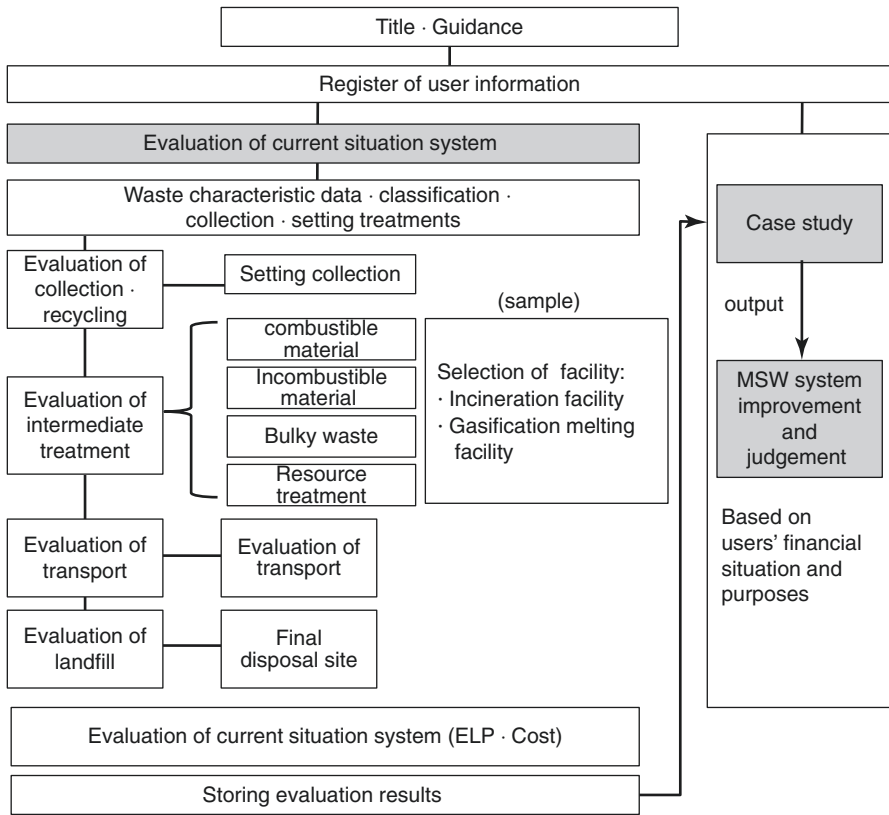 Title · Guidance
Register of user information
Evaluation of current situation system
Waste characteristic data · classification ·
collection · setting treatments
Evaluation of
collection ·
recycling
Setting collection
Evaluation of
intermediate
treatment
combustible
material
Incombustible
material
Bulky waste
Resource
treatment
(sample)
Selection of facility:
· Incineration facility
· Gasification melting
facility
Evaluation of
transport
Evaluation of
transport
Evaluation of
landfill
Final
disposal site
Evaluation of current situation system (ELP · Cost)
Storing evaluation results
Case study
output
MSW system
improvement
and
judgement
Based on
users’ financial
situation and
purposes